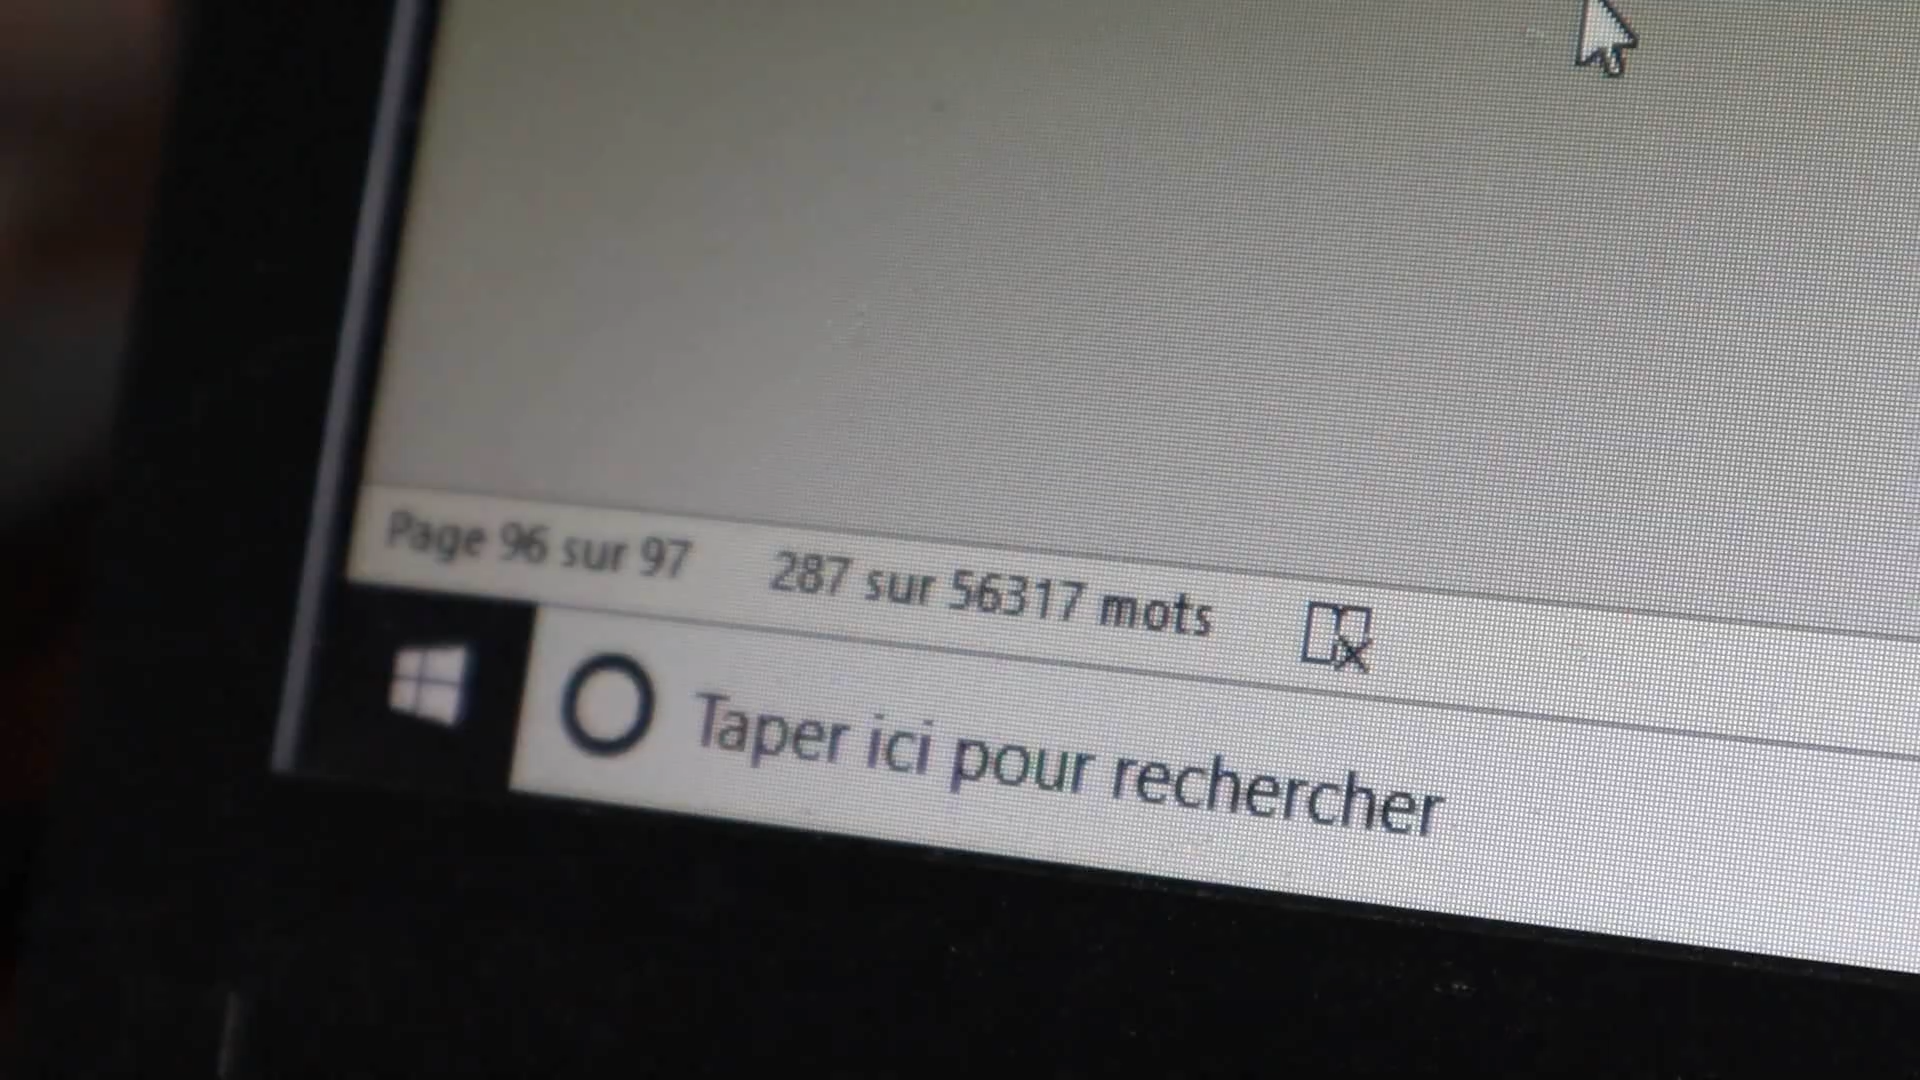 Page 96 sur 97 287 sur 56317 mots
Taper ici pour rechercher